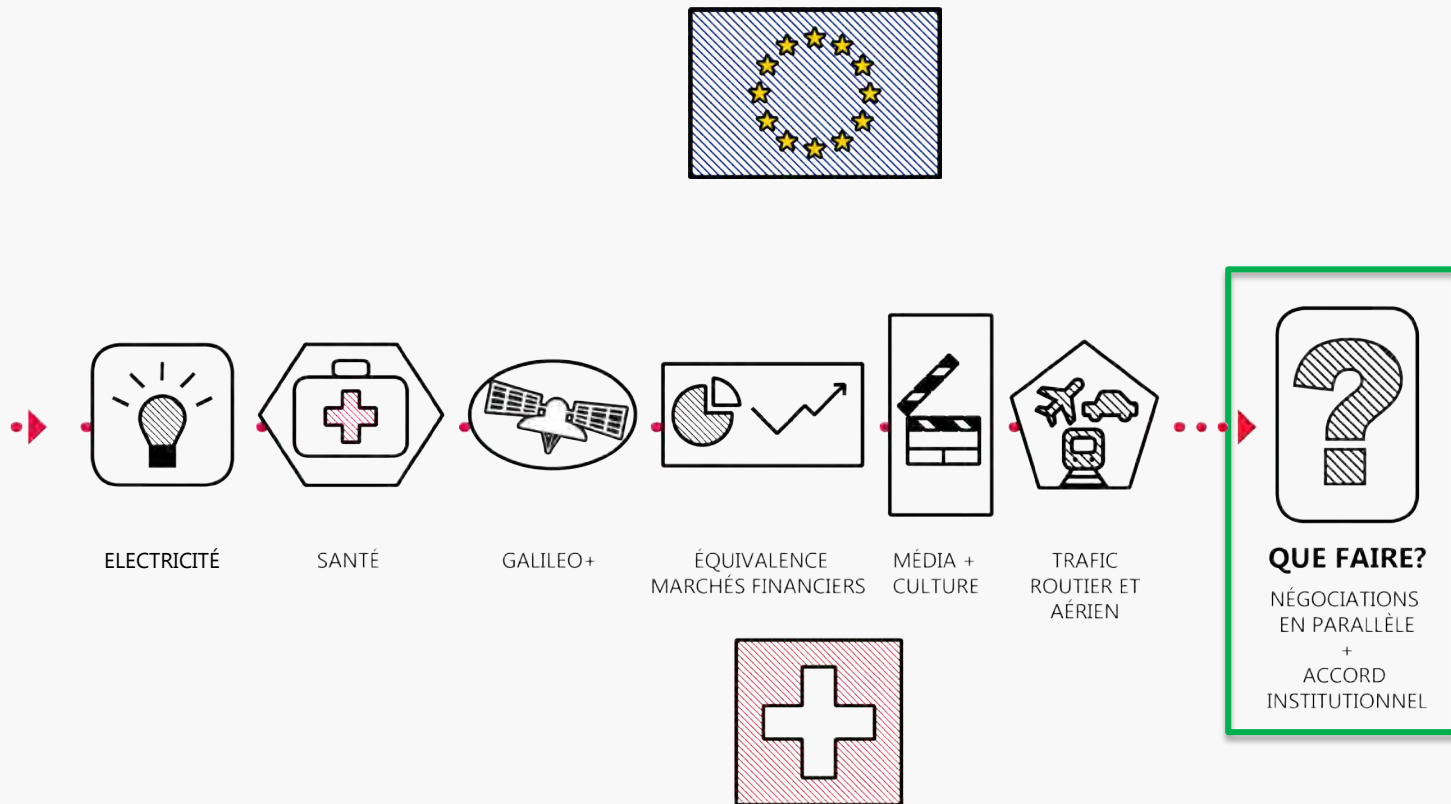 ELECTRICITÉ
SANTÉ
GALILEO+
ÉQUIVALENCE
MARCHÉS FINANCIERS
MÉDIA +
CULTURE
TRAFIC
ROUTIER ET
AÉRIEN
?
QUE FAIRE?
NÉGOCIATIONS
EN PARALLÈLE
+
ACCORD
INSTITUTIONNEL